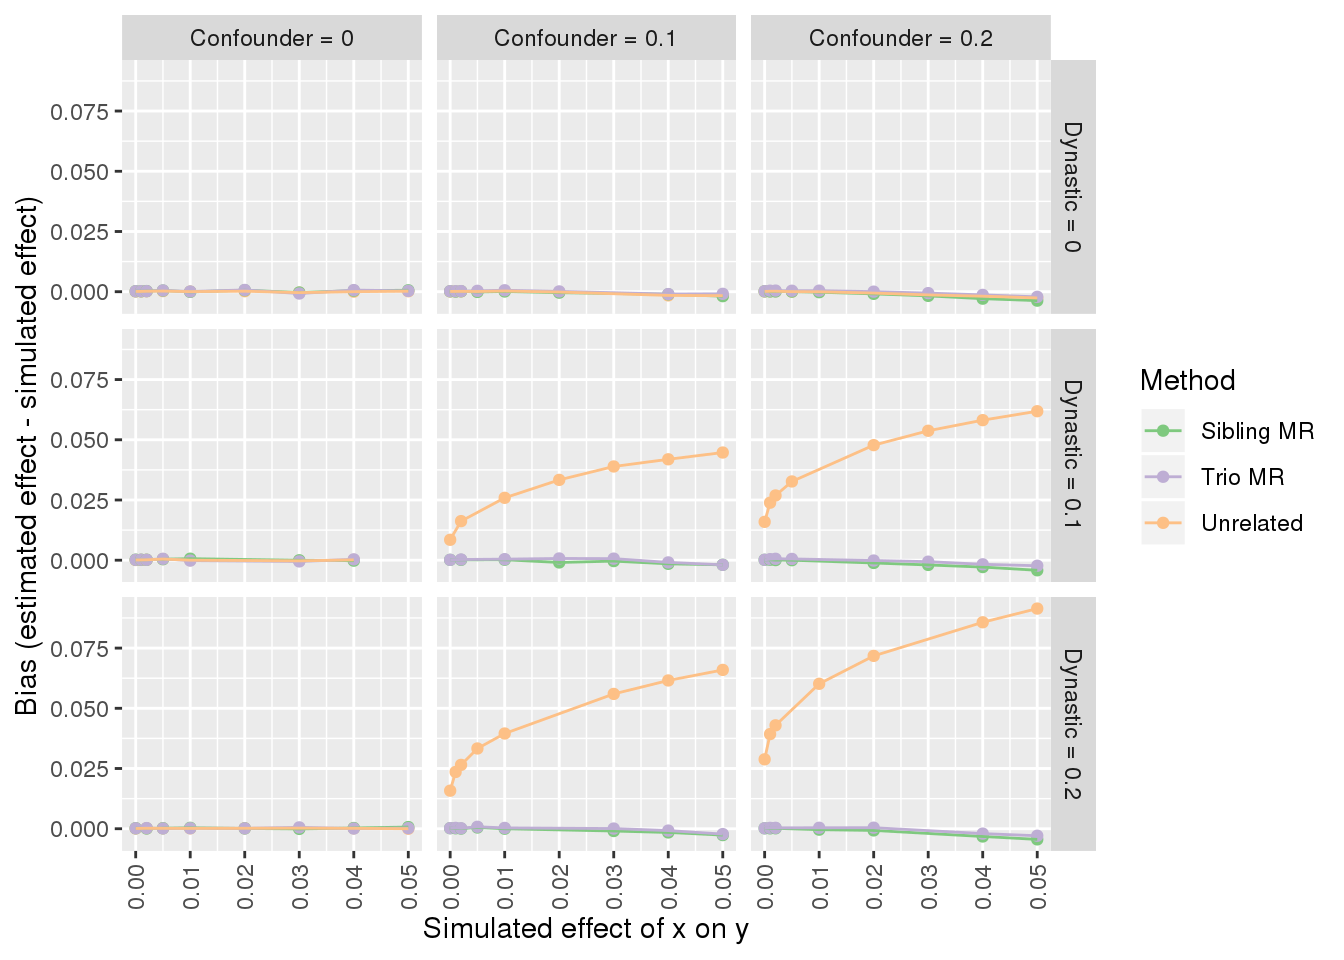 Confounder = 0
Confounder = 0.1
Confounder = 0.2
Bias (estimated effect - simulated effect)
0.075
0.050
0.025
0.000
Dynastic = 0
0.075
0.050
0.025
0.000
Dynastic = 0.1
0.075
0.050
0.025
0.000
Dynastic = 0.2
0.00 0.01 0.02 0.03 0.04 0.05
0.00 0.01 0.02 0.03 0.04 0.05
0.00 0.01 0.02 0.03 0.04 0.05
Simulated effect of x on y
Method
Sibling MR
Trio MR
Unrelated